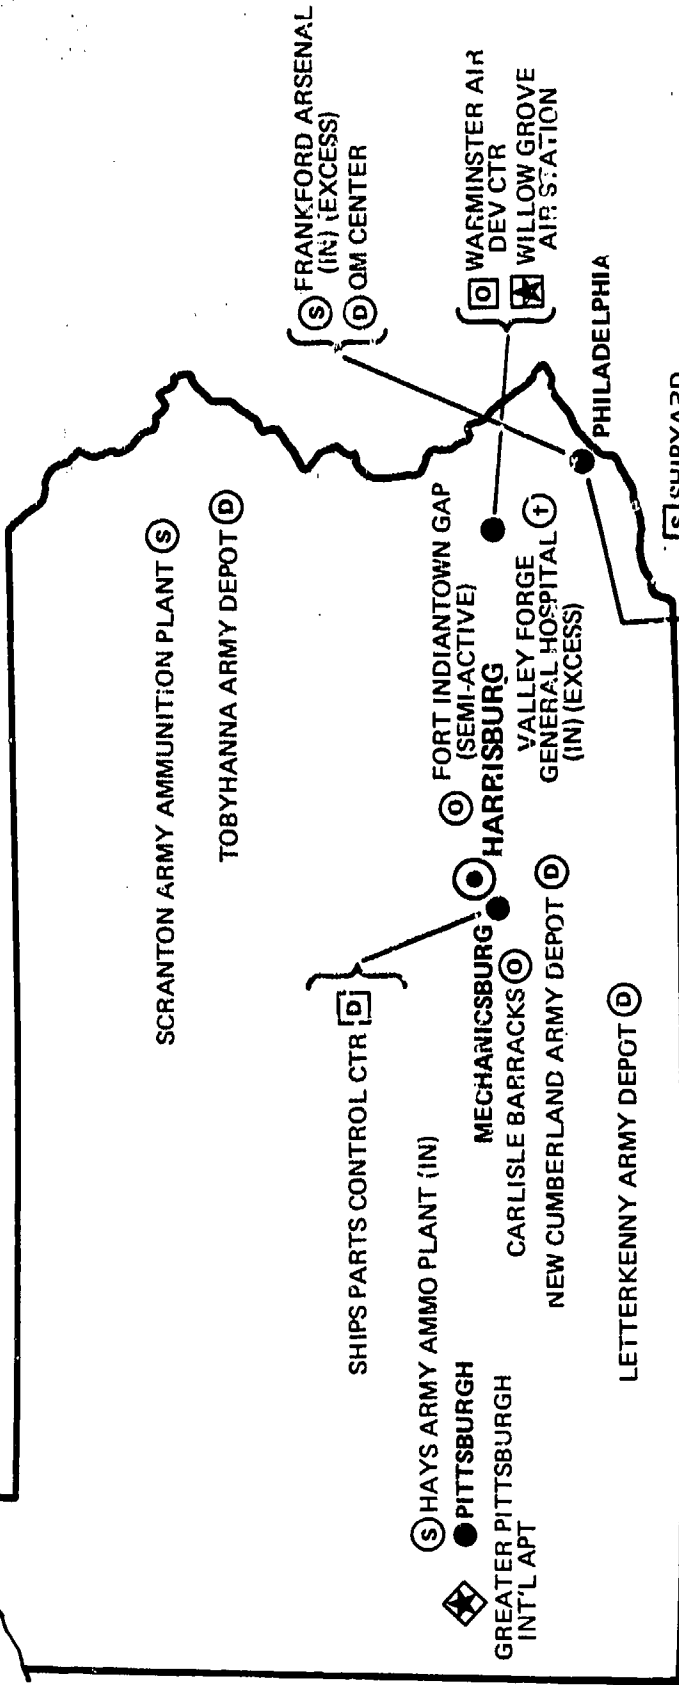 SCRANTON ARMY AMMUNITION PLANT S
TOBYHANNA ARMY DEPOT D
S FRANKFORD ARSENAL
(IN) (EXCESS)
D QM CENTER
SHIPS PARTS CONTROL CTR D
S HAYS ARMY AMMO PLANT (IN)
PITTSBURGH
GREATER PITTSBURGH
INT'L APT
O FORT INDIANTOWN GAP
(SEMI-ACTIVE)
HARRISBURG
MECHANICSBURG
CARLISLE BARRACKS O
NEW CUMBERLAND ARMY DEPOT D
LETTERKENNY ARMY DEPOT D
VALLEY FORGE
GENERAL HOSPITAL †
(IN) (EXCESS)
O WARMINSTER AIR
DEV CTR
WILLOW GROVE
AIR STATION
PHILADELPHIA
S SHIPYARD